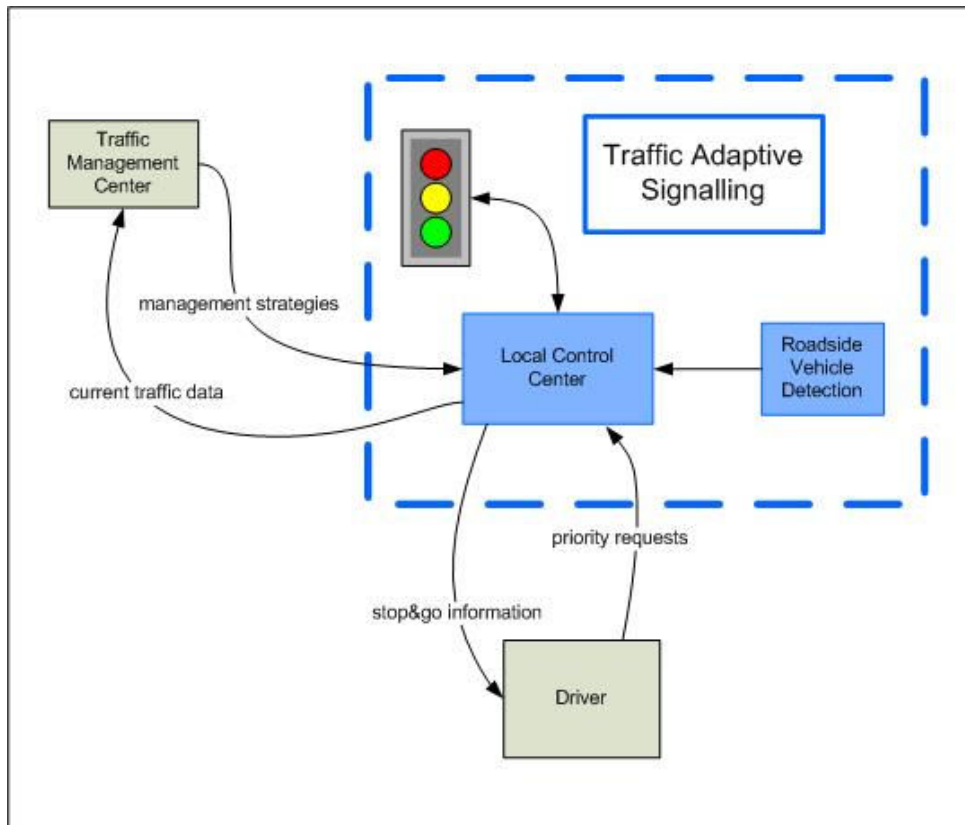 Traffic
Management
Center
Traffic Adaptive
Signalling
management strategies
current traffic data
Local Control
Center
Roadside
Vehicle
Detection
priority requests
stop&go information
Driver